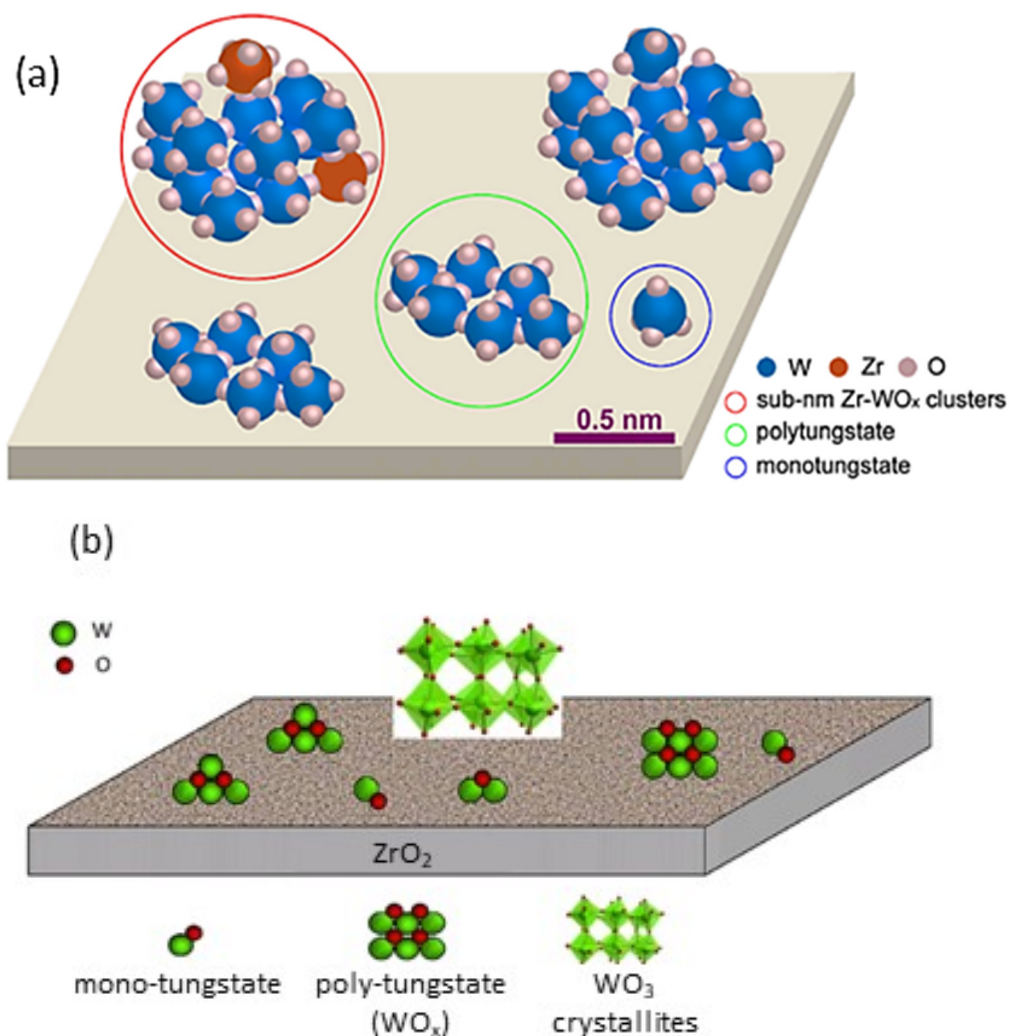 (a)
0.5 nm
W Zr O
sub-nm Zr-WOₓ clusters
polytungstate
monotungstate
(b)
W
O
ZrO₂
mono-tungstate
poly-tungstate
(WOₓ)
WO₃
crystallites